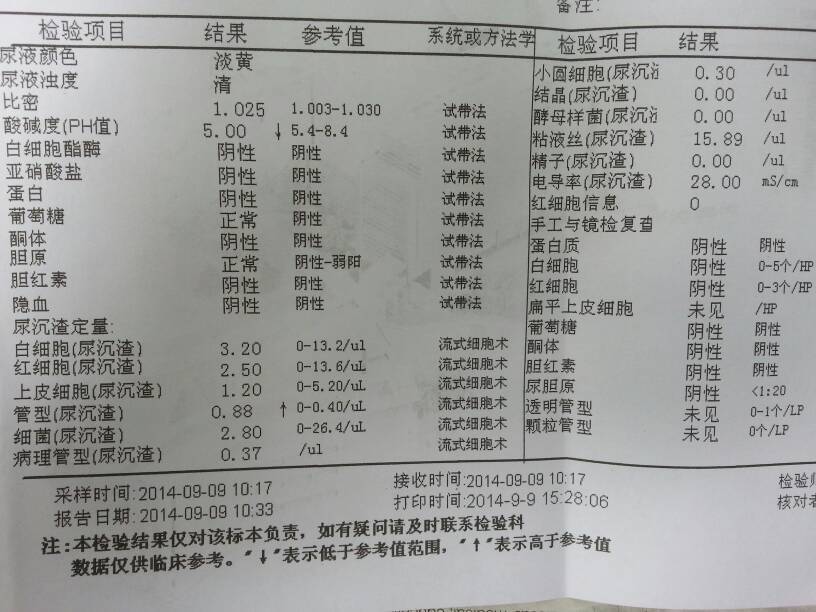 备注:
检验项目 结果 参考值 系统或方法学
尿液颜色 淡黄
尿液浊度 清
比密 1.025 1.003-1.030 试带法
酸碱度(PH值) 5.00 ↓ 5.4-8.4 试带法
白细胞酯酶 阴性 阴性 试带法
亚硝酸盐 阴性 阴性 试带法
蛋白 阴性 阴性 试带法
葡萄糖 正常 阴性 试带法
酮体 阴性 阴性 试带法
胆原 正常 阴性-弱阳 试带法
胆红素 阴性 阴性 试带法
隐血 阴性 阴性 试带法
尿沉渣定量:
白细胞(尿沉渣) 3.20 0-13.2/ul 流式细胞术
红细胞(尿沉渣) 2.50 0-13.6/uL 流式细胞术
上皮细胞(尿沉渣) 1.20 0-5.20/uL 流式细胞术
管型(尿沉渣) 0.88 ↑ 0-0.40/uL 流式细胞术
细菌(尿沉渣) 2.80 0-26.4/uL 流式细胞术
病理管型(尿沉渣) 0.37 /ul 流式细胞术
检验项目 结果
小圆细胞(尿沉渣 0.30 /ul
结晶(尿沉渣) 0.00 /ul
酵母样菌(尿沉渣 0.00 /ul
粘液丝(尿沉渣) 15.89 /ul
精子(尿沉渣) 0.00 /ul
电导率(尿沉渣) 28.00 mS/cm
红细胞信息 0
手工与镜检复查
蛋白质 阴性 阴性
白细胞 阴性 0-5个/HP
红细胞 阴性 0-3个/HP
扁平上皮细胞 未见 /HP
葡萄糖 阴性 阴性
酮体 阴性 阴性
胆红素 阴性 阴性
尿胆原 阴性 <1:20
透明管型 未见 0-1个/LP
颗粒管型 未见 0个/LP
采样时间:2014-09-09 10:17 接收时间:2014-09-09 10:17 检验师
报告日期:2014-09-09 10:33 打印时间:2014-9-9 15:28:06 核对者
注:本检验结果仅对该标本负责，如有疑问请及时联系检验科
数据仅供临床参考。"↓"表示低于参考值范围，"↑"表示高于参考值